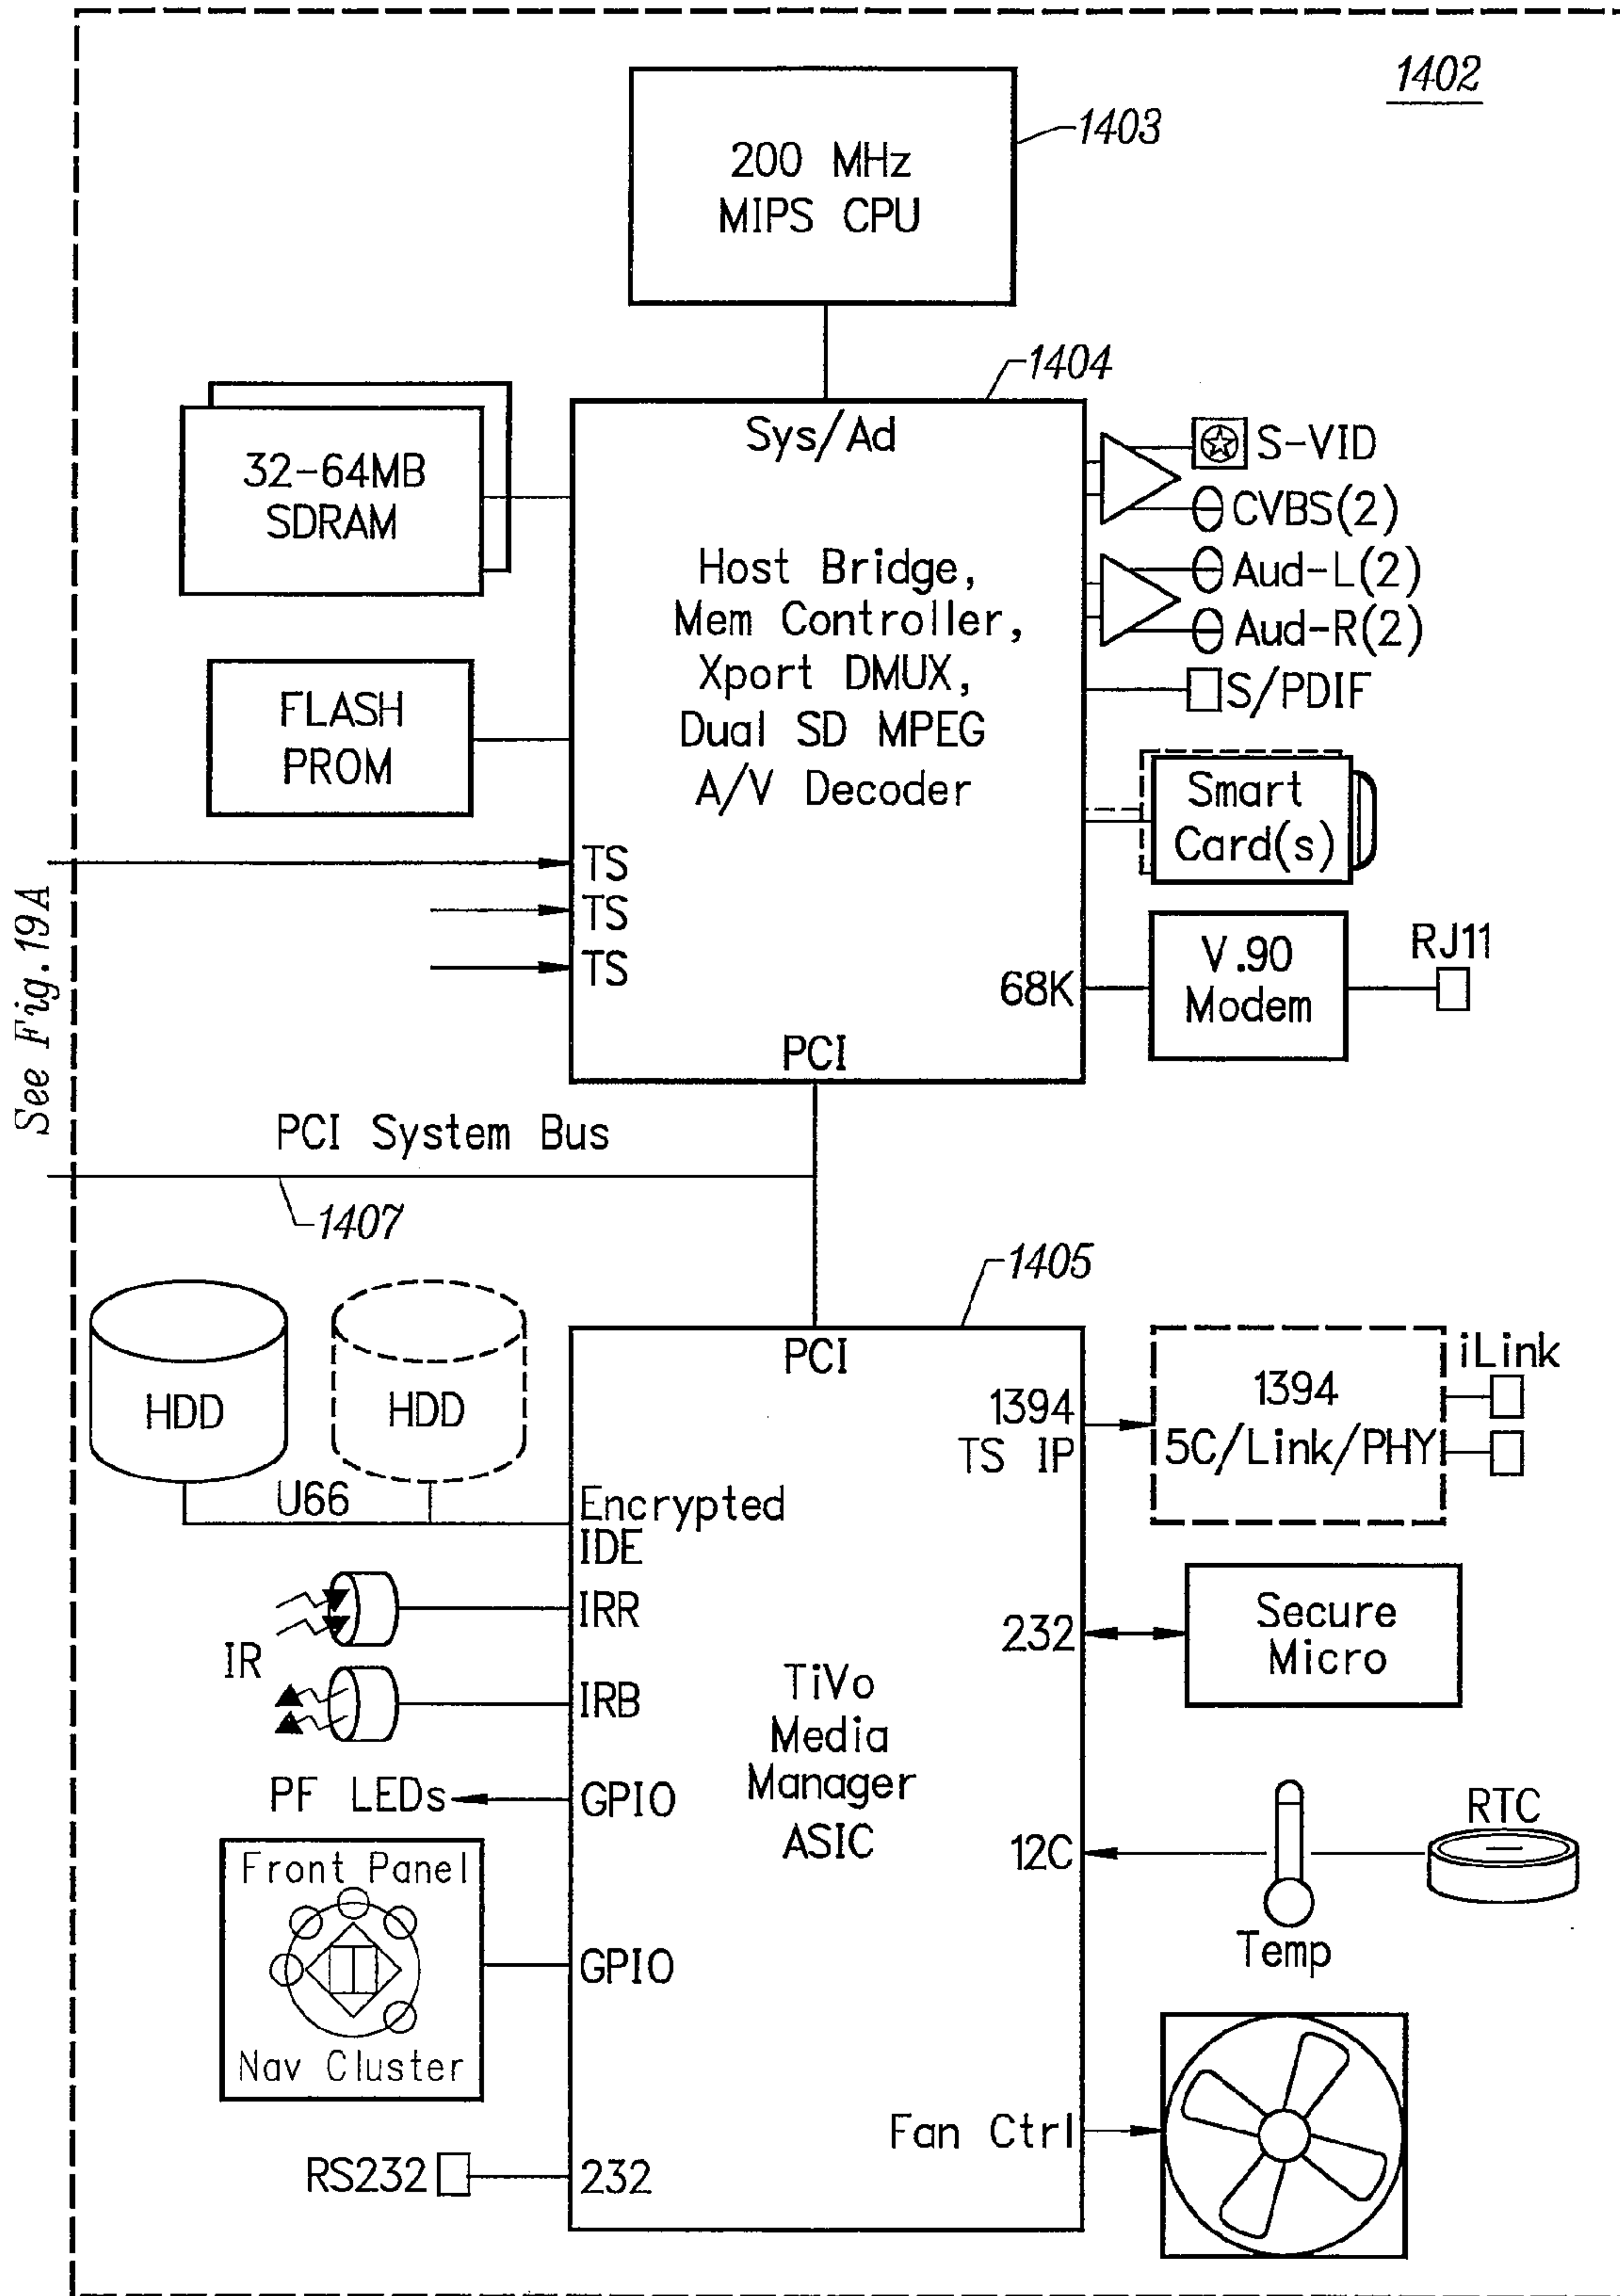 1402
200 MHz
MIPS CPU
1403
1404
32-64MB
SDRAM
FLASH
PROM
Sys/Ad
Host Bridge,
Mem Controller,
Xport DMUX,
Dual SD MPEG
A/V Decoder
TS
TS
TS
68K
PCI
S-VID
CVBS(2)
Aud-L(2)
Aud-R(2)
S/PDIF
Smart
Card(s)
V.90
Modem
RJ11
See Fig.19A
PCI System Bus
1407
1405
HDD
HDD
U66
PCI
1394
TS IP
Encrypted
IDE
IRR
IR
IRB
PF LEDs
GPIO
Front Panel
Nav Cluster
GPIO
RS232
232
TiVo
Media
Manager
ASIC
232
12C
Fan Ctrl
1394
5C/Link/PHY
iLink
Secure
Micro
Temp
RTC